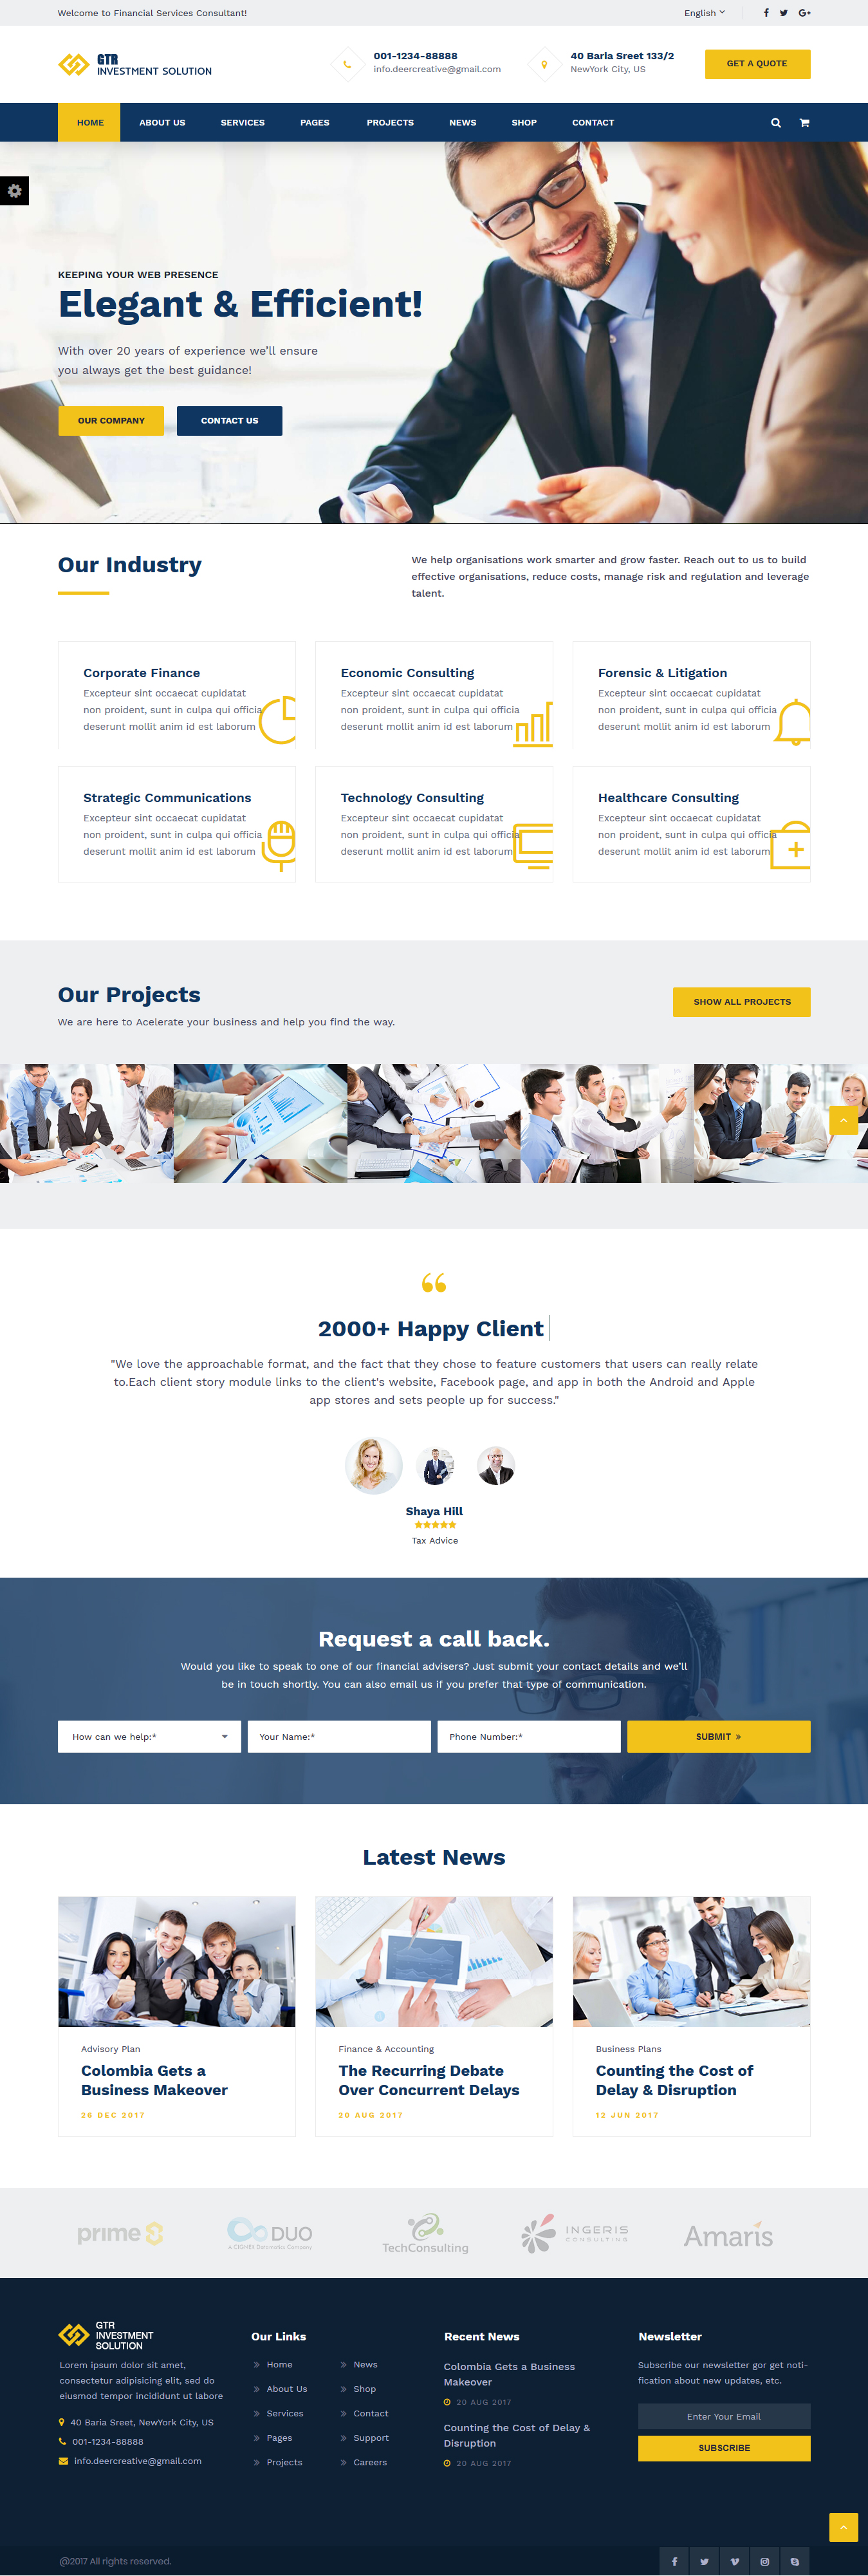 Welcome to Financial Services Consultant!
English
GTR
INVESTMENT SOLUTION
001-1234-88888
info.deercreative@gmail.com
40 Baria Sreet 133/2
NewYork City, US
GET A QUOTE
HOME
ABOUT US
SERVICES
PAGES
PROJECTS
NEWS
SHOP
CONTACT
KEEPING YOUR WEB PRESENCE
Elegant & Efficient!
With over 20 years of experience we'll ensure
you always get the best guidance!
OUR COMPANY
CONTACT US
Our Industry
We help organisations work smarter and grow faster. Reach out to us to build
effective organisations, reduce costs, manage risk and regulation and leverage
talent.
Corporate Finance
Excepteur sint occaecat cupidatat
non proident, sunt in culpa qui officia
deserunt mollit anim id est laborum
Economic Consulting
Excepteur sint occaecat cupidatat
non proident, sunt in culpa qui officia
deserunt mollit anim id est laborum
Forensic & Litigation
Excepteur sint occaecat cupidatat
non proident, sunt in culpa qui officia
deserunt mollit anim id est laborum
Strategic Communications
Excepteur sint occaecat cupidatat
non proident, sunt in culpa qui officia
deserunt mollit anim id est laborum
Technology Consulting
Excepteur sint occaecat cupidatat
non proident, sunt in culpa qui officia
deserunt mollit anim id est laborum
Healthcare Consulting
Excepteur sint occaecat cupidatat
non proident, sunt in culpa qui officia
deserunt mollit anim id est laborum
Our Projects
We are here to Acelerate your business and help you find the way.
SHOW ALL PROJECTS
2000+ Happy Client
"We love the approachable format, and the fact that they chose to feature customers that users can really relate
to.Each client story module links to the client's website, Facebook page, and app in both the Android and Apple
app stores and sets people up for success."
Shaya Hill
Tax Advice
Request a call back.
Would you like to speak to one of our financial advisers? Just submit your contact details and we'll
be in touch shortly. You can also email us if you prefer that type of communication.
How can we help:*
Your Name:*
Phone Number:*
SUBMIT
Latest News
Advisory Plan
Colombia Gets a
Business Makeover
26 DEC 2017
Finance & Accounting
The Recurring Debate
Over Concurrent Delays
20 AUG 2017
Business Plans
Counting the Cost of
Delay & Disruption
12 JUN 2017
prime
DUO
TechConsulting
INGERIS
CONSULTING
Amaris
GTR
INVESTMENT
SOLUTION
Lorem ipsum dolor sit amet,
consectetur adipisicing elit, sed do
eiusmod tempor incididunt ut labore
40 Baria Sreet, NewYork City, US
001-1234-88888
info.deercreative@gmail.com
Our Links
Home
About Us
Services
Pages
Projects
News
Shop
Contact
Support
Careers
Recent News
Colombia Gets a Business
Makeover
20 AUG 2017
Counting the Cost of Delay &
Disruption
20 AUG 2017
Newsletter
Subscribe our newsletter gor get noti-
fication about new updates, etc.
Enter Your Email
SUBSCRIBE
@2017 All rights reserved.